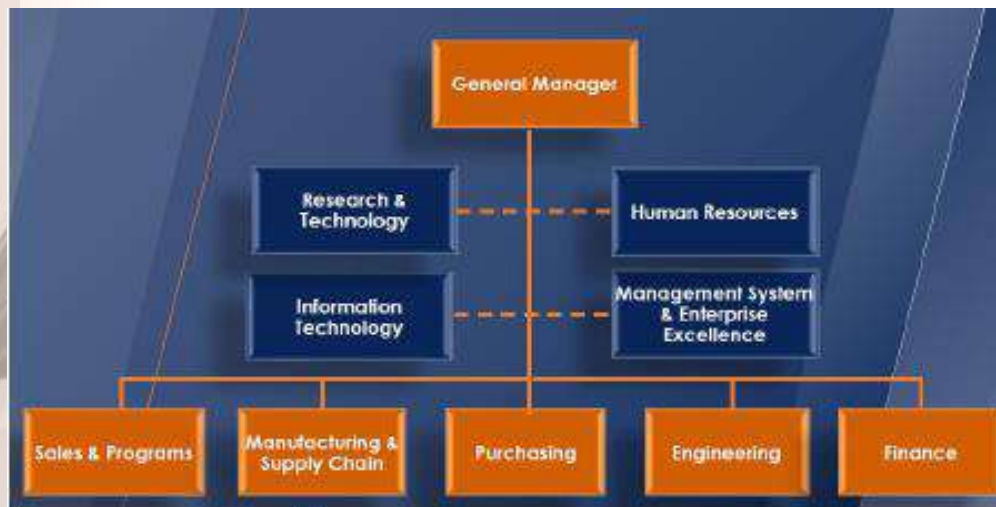 General Manager
Research &
Technology
Human Resources
Information
Technology
Management System
& Enterprise
Excellence
Sales & Programs
Manufacturing &
Supply Chain
Purchasing
Engineering
Finance